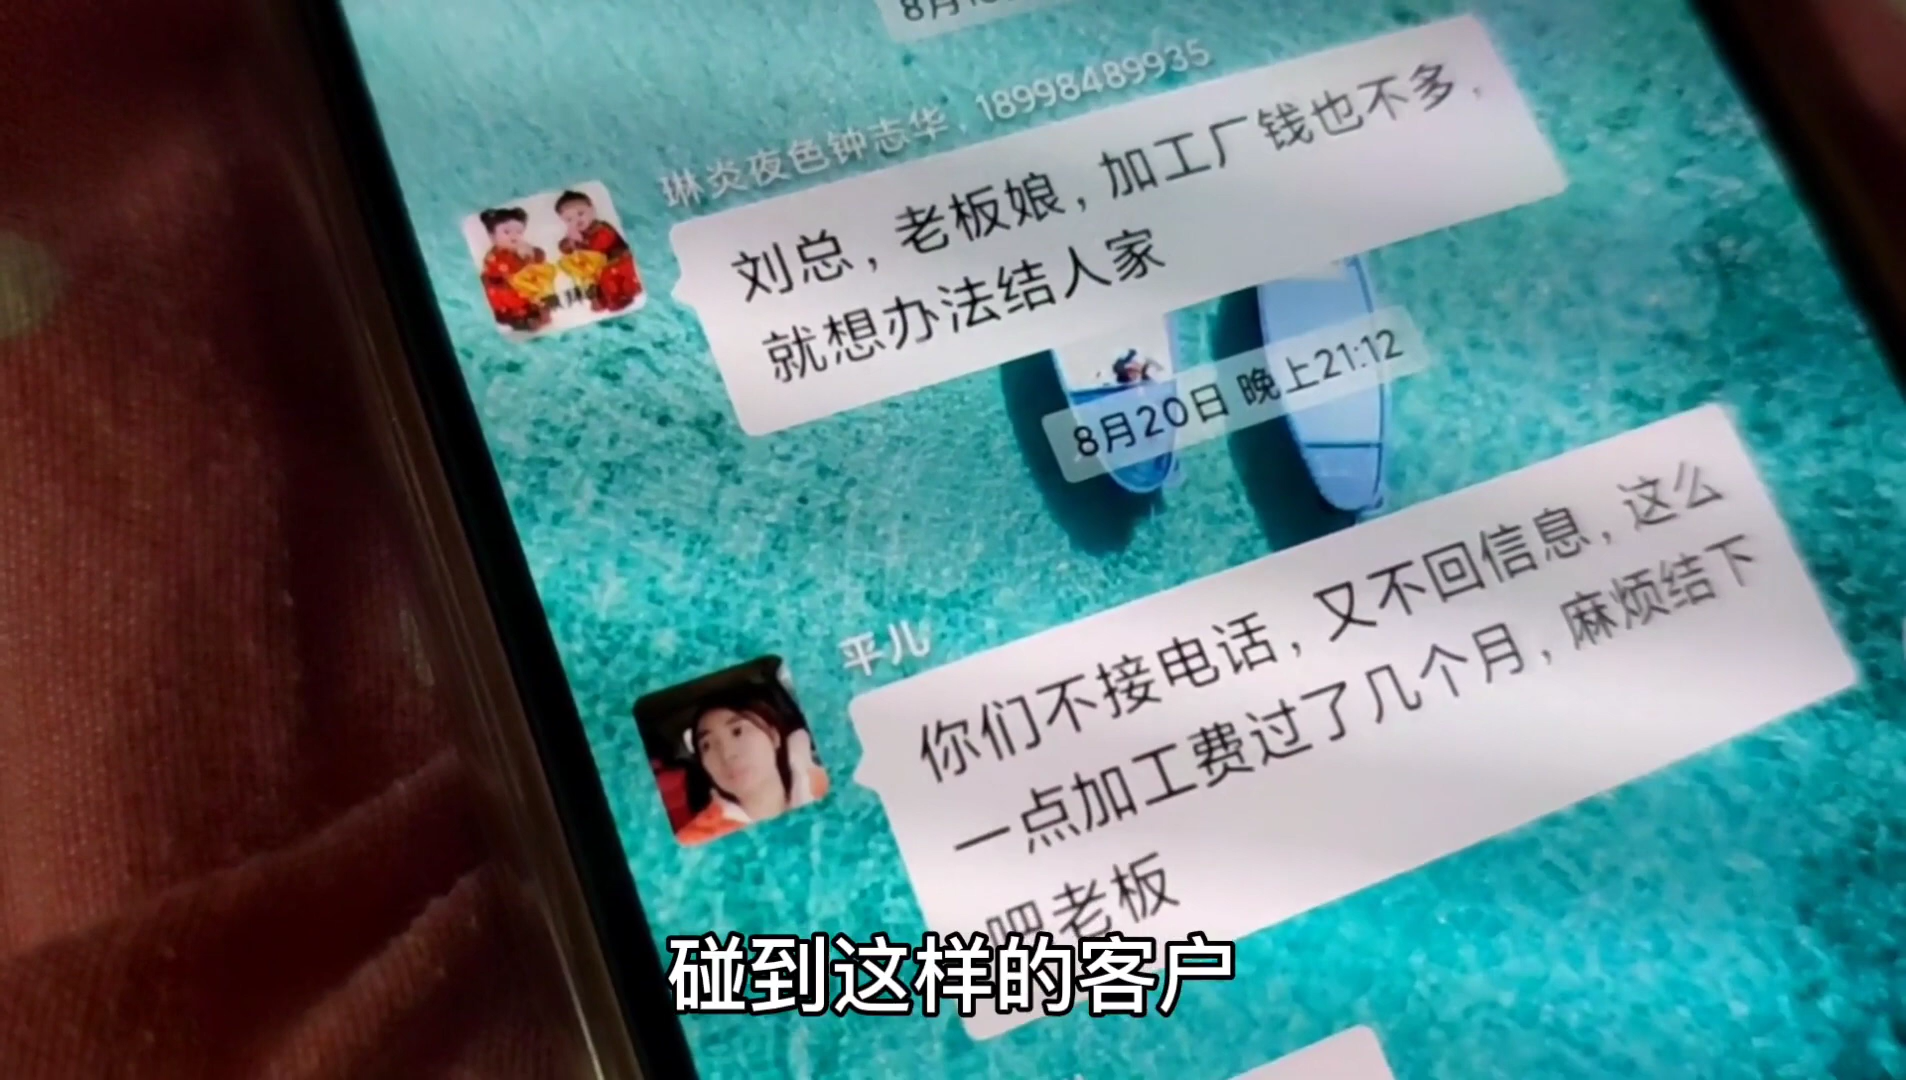 琳炎夜色钟志华，18998489935
刘总，老板娘，加工厂钱也不多，
就想办法结人家
8月20日 晚上21:12
平儿
你们不接电话，又不回信息，这么
一点加工费过了几个月，麻烦结下
吧老板
碰到这样的客户